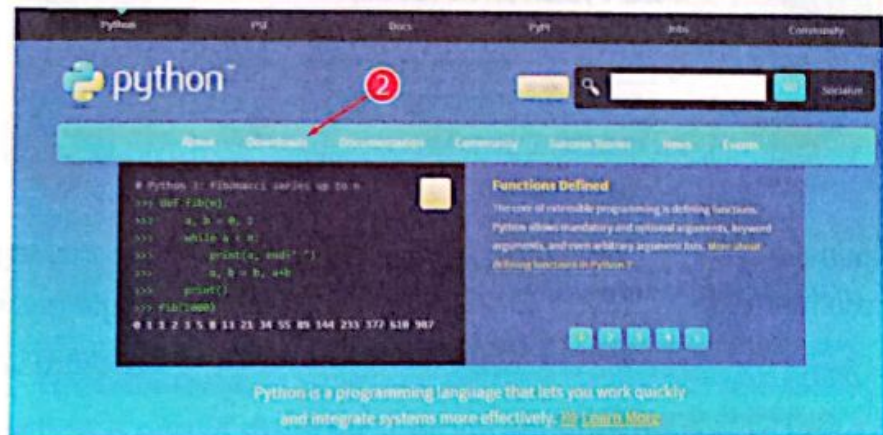 Python PSF Docs PyPI Jobs Community
python™
2
GO Socialize
About Downloads Documentation Community Success Stories News Events
# Python 3: Fibonacci series up to n
>>> def fib(n):
>>>     a, b = 0, 1
>>>     while a < n:
>>>         print(a, end=' ')
>>>         a, b = b, a+b
>>>     print()
>>> fib(1000)
0 1 1 2 3 5 8 13 21 34 55 89 144 233 377 610 987
Functions Defined
The core of extensible programming is defining functions.
Python allows mandatory and optional arguments, keyword
arguments, and even arbitrary argument lists. More about
defining functions in Python 3
1 2 3 4 5
Python is a programming language that lets you work quickly
and integrate systems more effectively. >>> Learn More